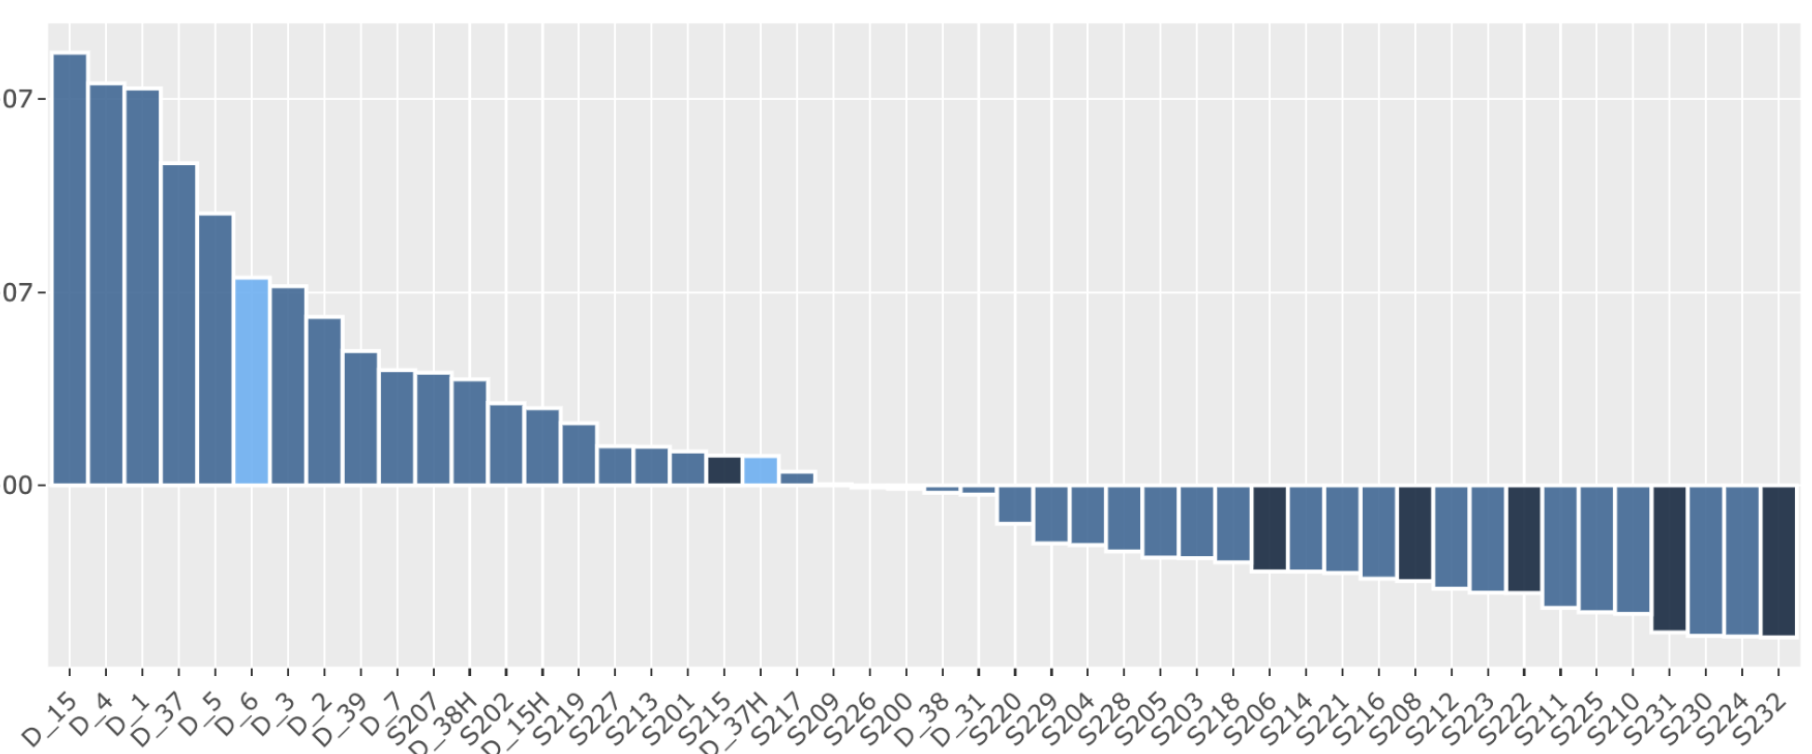 07
07
00
D_15
D_4
D_1
D_37
D_5
D_6
D_3
D_2
D_39
D_7
S207
D_38H
S202
D_15H
S219
S227
S213
S201
S215
D_37H
S217
S209
S226
S200
D_38
D_31
S220
S229
S204
S228
S205
S203
S218
S206
S214
S221
S216
S208
S212
S223
S222
S211
S225
S210
S231
S230
S224
S232